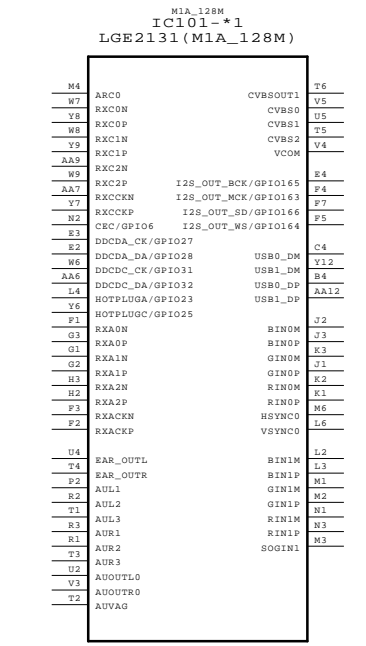 M1A_128M
IC101-*1
LGE2131(M1A_128M)
M4 ARC0
W7 RXC0N
Y8 RXC0P
W8 RXC1N
Y9 RXC1P
AA9 RXC2N
W9 RXC2P
AA7 RXCCKN
Y7 RXCCKP
N2 CEC/GPIO6
E3 DDCDA_CK/GPIO27
E2 DDCDA_DA/GPIO28
W6 DDCDC_CK/GPIO31
AA6 DDCDC_DA/GPIO32
L4 HOTPLUGA/GPIO23
Y6 HOTPLUGC/GPIO25
F1 RXA0N
G3 RXA0P
G1 RXA1N
G2 RXA1P
H3 RXA2N
H2 RXA2P
F3 RXACKN
F2 RXACKP
U4 EAR_OUTL
T4 EAR_OUTR
P2 AUL1
R2 AUL2
T1 AUL3
R3 AUR1
R1 AUR2
T3 AUR3
U2 AUOUTL0
V3 AUOUTR0
T2 AUVAG
CVBSOUT1 T6
CVBS0 V5
CVBS1 U5
CVBS2 T5
VCOM V4
I2S_OUT_BCK/GPIO165 E4
I2S_OUT_MCK/GPIO163 F4
I2S_OUT_SD/GPIO166 F7
I2S_OUT_WS/GPIO164 F5
USB0_DM C4
USB1_DM Y12
USB0_DP B4
USB1_DP AA12
BIN0M J2
BIN0P J3
GIN0M K3
GIN0P J1
RIN0M K2
RIN0P K1
HSYNC0 M6
VSYNC0 L6
BIN1M L2
BIN1P L3
GIN1M M1
GIN1P M2
RIN1M N1
RIN1P N3
SOGIN1 M3